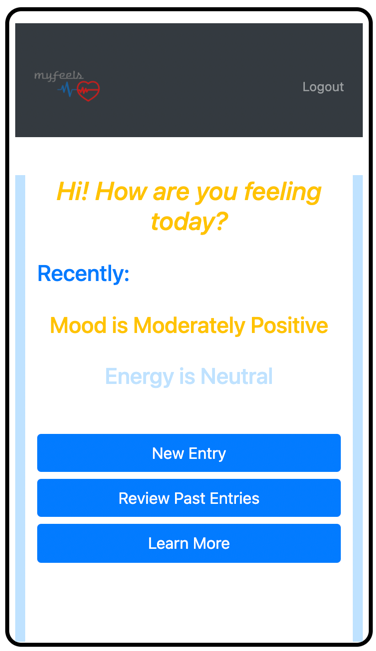 myfeels
Logout
Hi! How are you feeling
today?
Recently:
Mood is Moderately Positive
Energy is Neutral
New Entry
Review Past Entries
Learn More